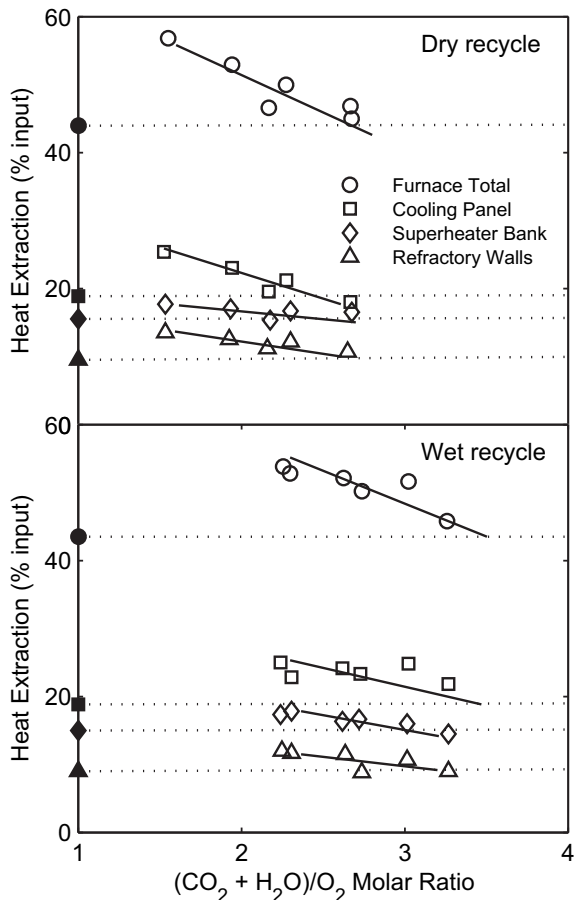 60
Dry recycle
40
Furnace Total
Cooling Panel
Superheater Bank
Refractory Walls
20
Heat Extraction (% input)
60
Wet recycle
40
20
0
Heat Extraction (% input)
1 2 3 4
(CO2 + H2O)/O2 Molar Ratio